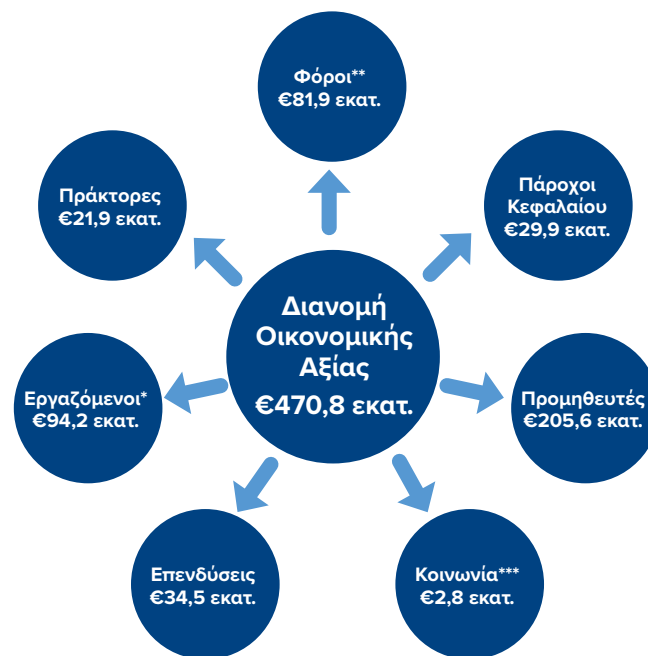 Φόροι**
€81,9 εκατ.
Πράκτορες
€21,9 εκατ.
Πάροχοι
Κεφαλαίου
€29,9 εκατ.
Διανομή
Οικονομικής
Αξίας
€470,8 εκατ.
Εργαζόμενοι*
€94,2 εκατ.
Προμηθευτές
€205,6 εκατ.
Επενδύσεις
€34,5 εκατ.
Κοινωνία***
€2,8 εκατ.